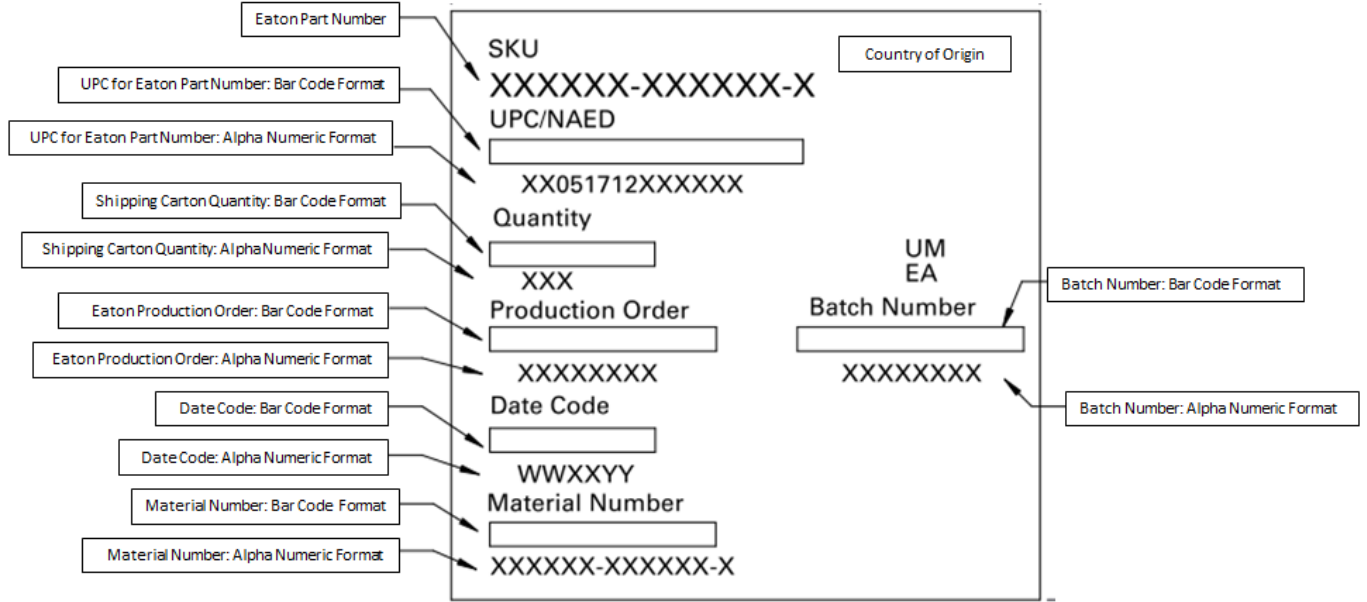 Eaton Part Number
SKU
Country of Origin
XXXXXX-XXXXXX-X
UPC for Eaton Part Number: Bar Code Format
UPC/NAED
UPC for Eaton Part Number: Alpha Numeric Format
XX051712XXXXXX
Shipping Carton Quantity: Bar Code Format
Quantity
Shipping Carton Quantity: Alpha Numeric Format
UM
EA
XXX
Batch Number: Bar Code Format
Eaton Production Order: Bar Code Format
Production Order
Batch Number
Eaton Production Order: Alpha Numeric Format
XXXXXXXX
XXXXXXXX
Date Code: Bar Code Format
Date Code
Batch Number: Alpha Numeric Format
Date Code: Alpha Numeric Format
WWXXYY
Material Number: Bar Code Format
Material Number
Material Number: Alpha Numeric Format
XXXXXX-XXXXXX-X